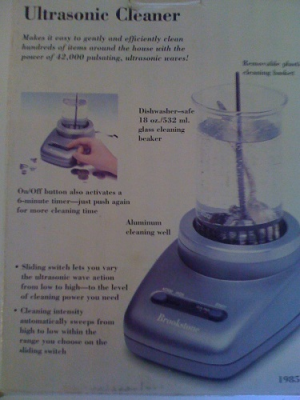 Ultrasonic Cleaner
Makes it easy to gently and efficiently clean
hundreds of items around the house with the
power of 42,000 pulsating, ultrasonic waves!
Removable plastic
cleaning basket
Dishwasher-safe
18 oz./532 ml.
glass cleaning
beaker
On/Off button also activates a
6-minute timer—just push again
for more cleaning time
Aluminum
cleaning well
• Sliding switch lets you vary
the ultrasonic wave action
from low to high—to the level
of cleaning power you need
• Cleaning intensity
automatically sweeps from
high to low within the
range you choose on the
sliding switch
Brookstone